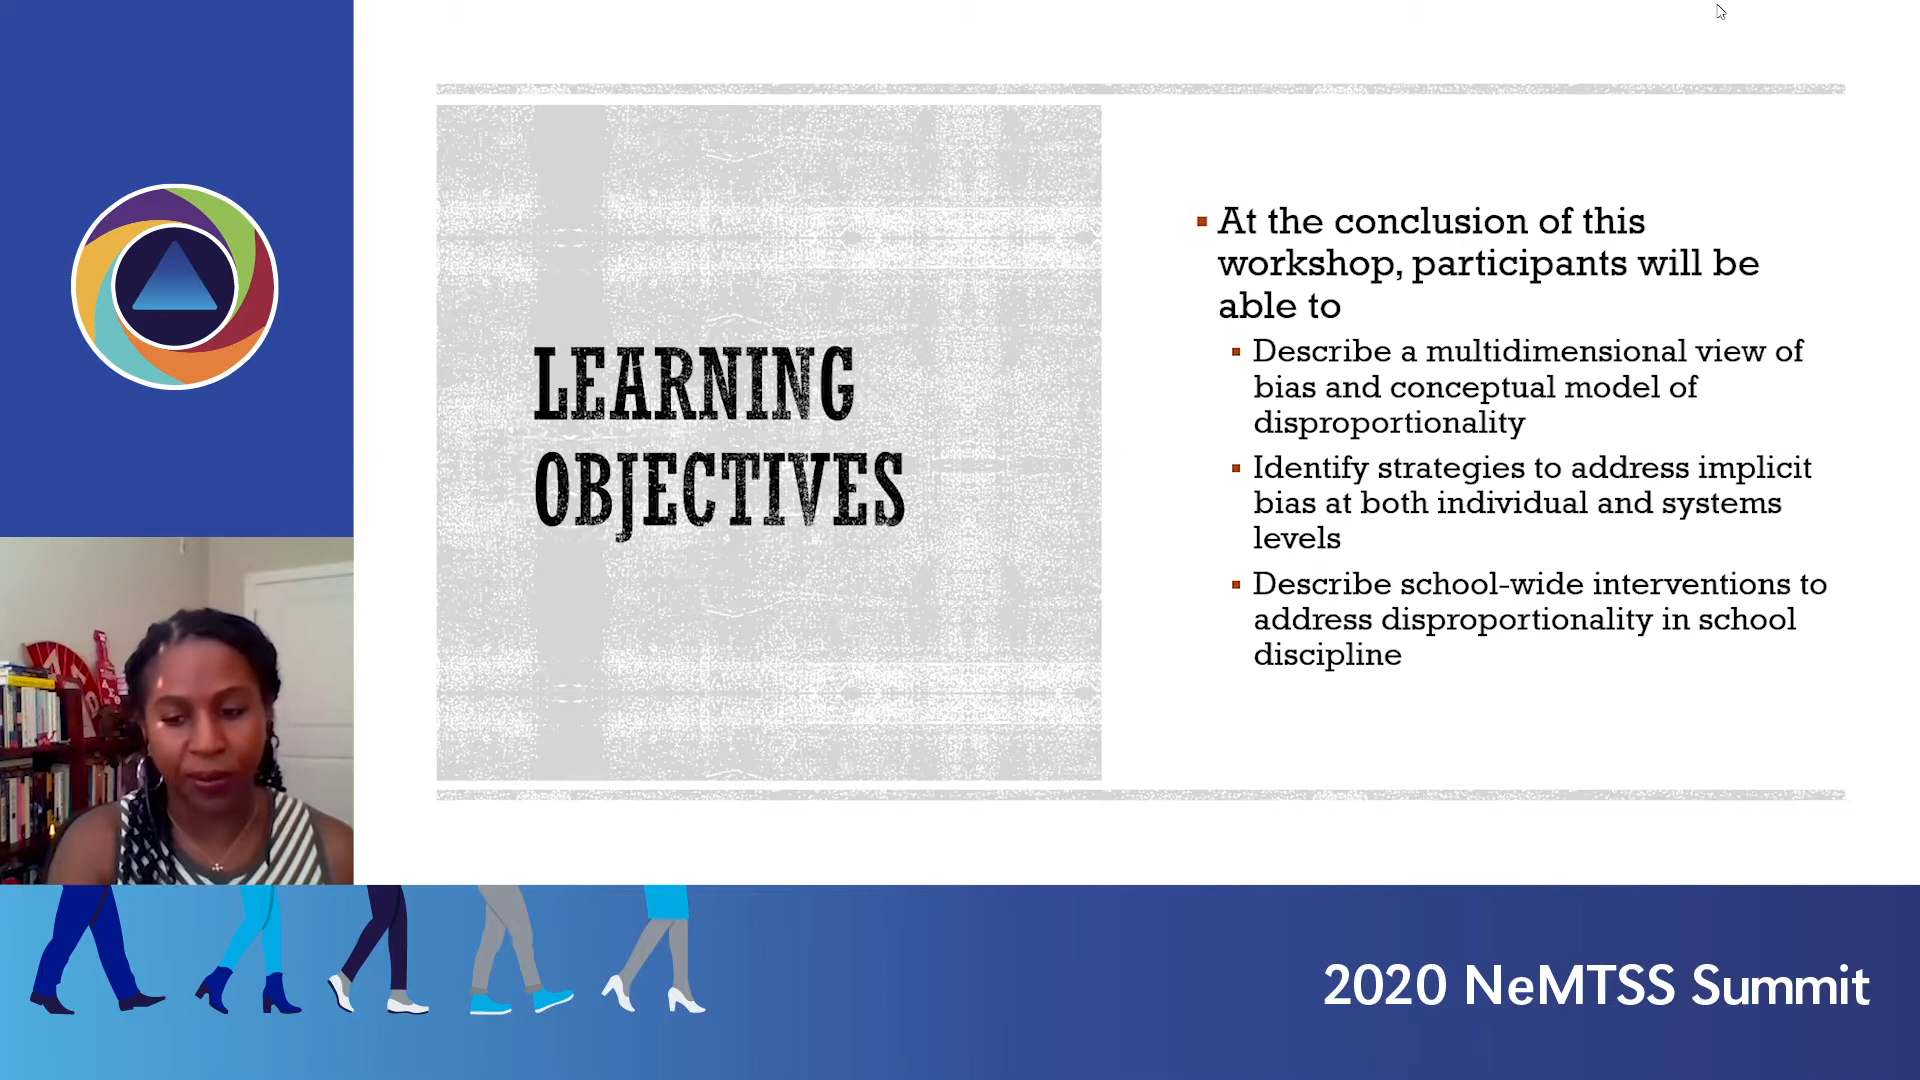 LEARNING
OBJECTIVES
At the conclusion of this
workshop, participants will be
able to
Describe a multidimensional view of
bias and conceptual model of
disproportionality
Identify strategies to address implicit
bias at both individual and systems
levels
Describe school-wide interventions to
address disproportionality in school
discipline
2020 NeMTSS Summit